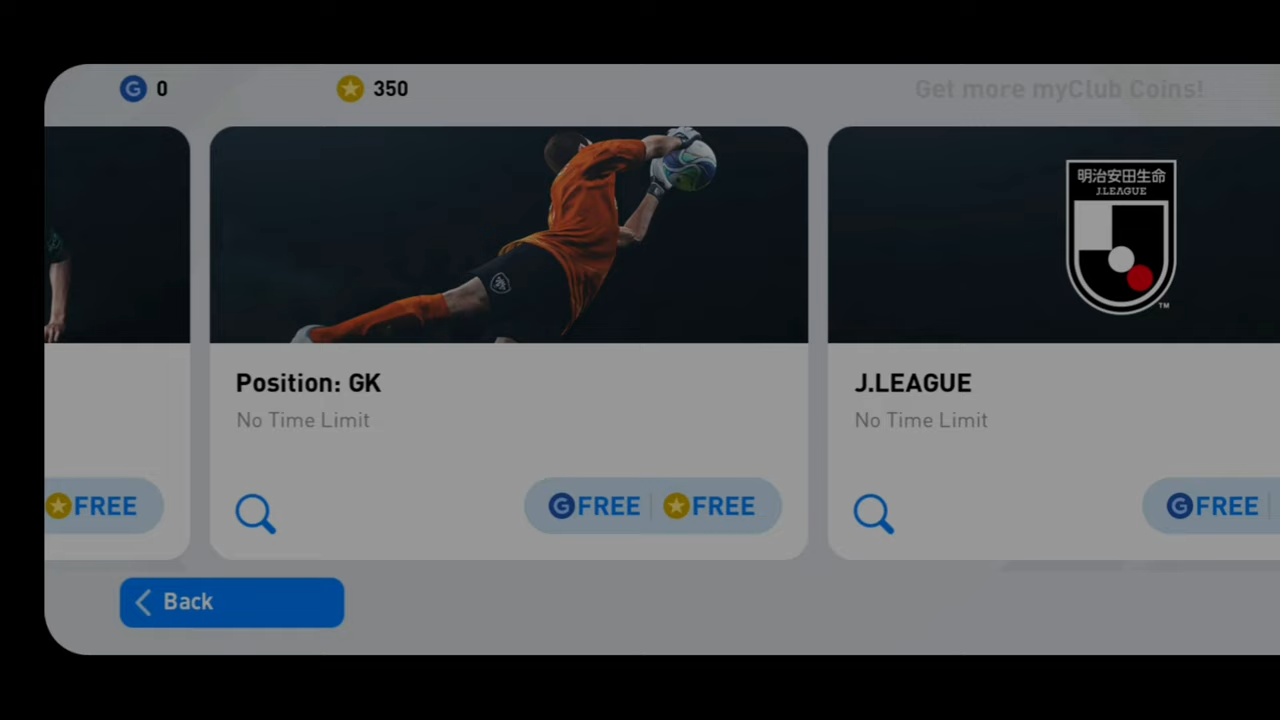 G 0
350
Get more myClub Coins!
明治安田生命
J.LEAGUE
TM
Position: GK
No Time Limit
J.LEAGUE
No Time Limit
FREE
G FREE FREE
G FREE
Back